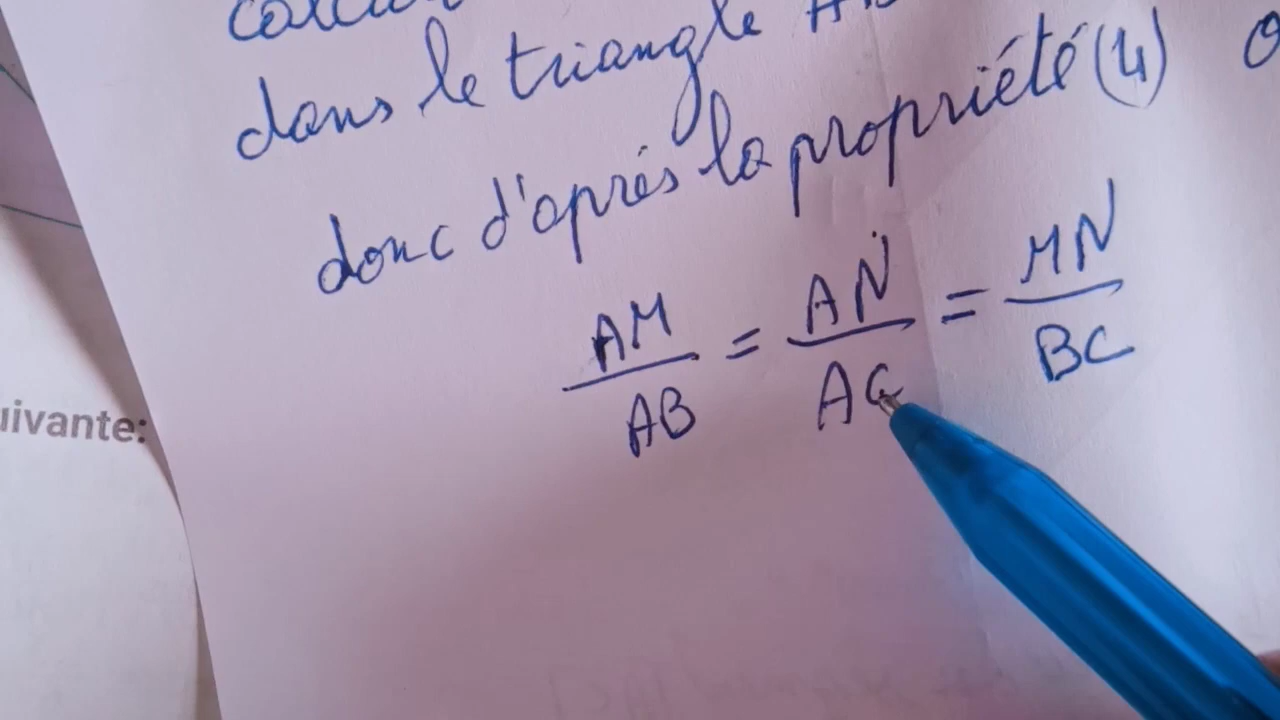 dans le triangle
donc d'après la propriété (4)
AM/AB = AN/AC = MN/BC
uivante: